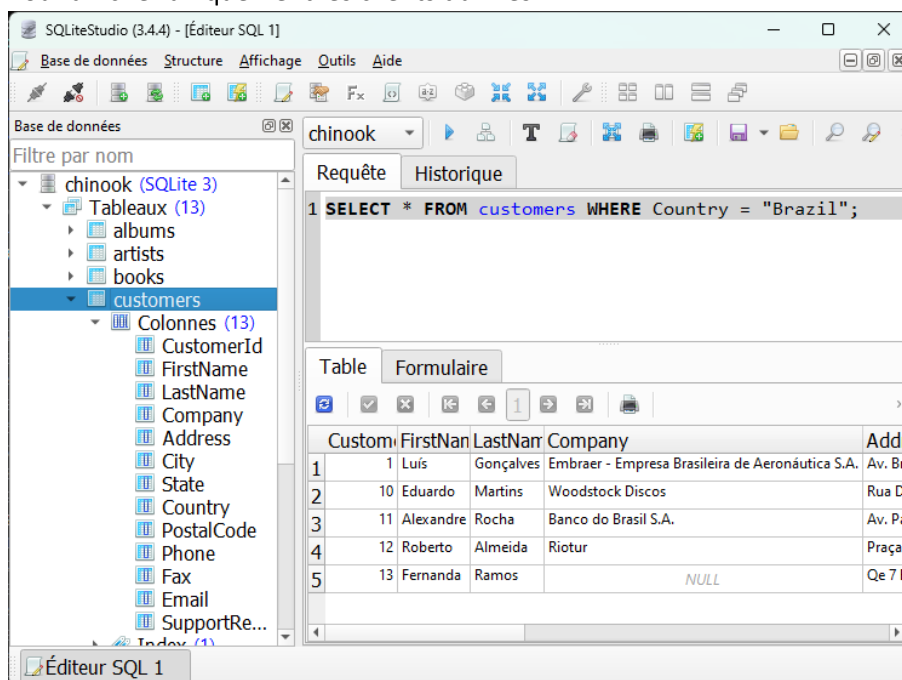 SQLiteStudio (3.4.4) - [Éditeur SQL 1]
Base de données Structure Affichage Outils Aide
Base de données
Filtre par nom
chinook (SQLite 3)
Tableaux (13)
albums
artists
books
customers
Colonnes (13)
CustomerId
FirstName
LastName
Company
Address
City
State
Country
PostalCode
Phone
Fax
Email
SupportRe...
Index (1)
chinook
Requête Historique
1 SELECT * FROM customers WHERE Country = "Brazil";
Table Formulaire
1
Custom FirstNam LastNam Company Add
1 1 Luís Gonçalves Embraer - Empresa Brasileira de Aeronáutica S.A. Av. Br
2 10 Eduardo Martins Woodstock Discos Rua D
3 11 Alexandre Rocha Banco do Brasil S.A. Av. Pa
4 12 Roberto Almeida Riotur Praça
5 13 Fernanda Ramos NULL Qe 7
Éditeur SQL 1